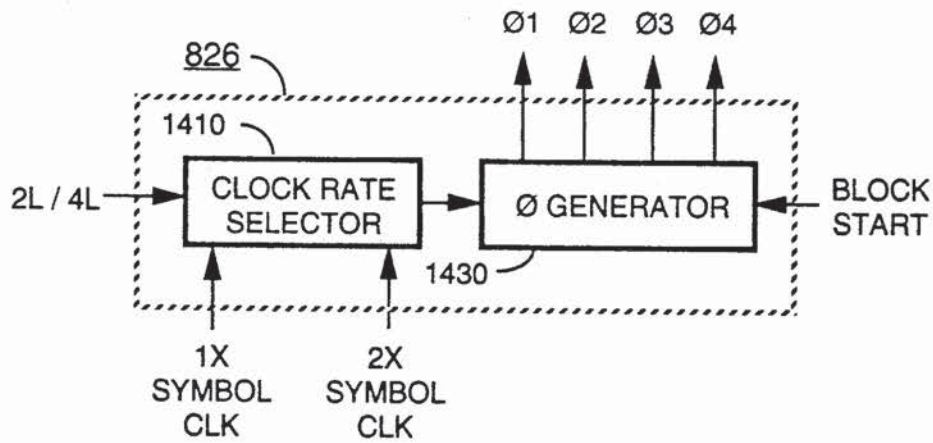 Ø1 Ø2 Ø3 Ø4
826
1410
2L / 4L
CLOCK RATE
SELECTOR
Ø GENERATOR
BLOCK
START
1430
1X
SYMBOL
CLK
2X
SYMBOL
CLK